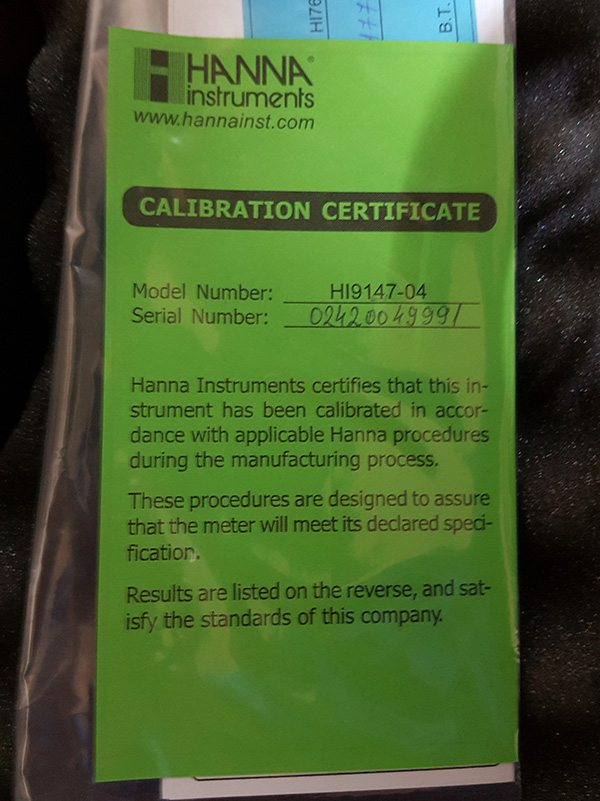 HI76
177
B.T.
HANNA®
instruments
www.hannainst.com
CALIBRATION CERTIFICATE
Model Number: HI9147-04
Serial Number: 02420049991
Hanna Instruments certifies that this in-
strument has been calibrated in accor-
dance with applicable Hanna procedures
during the manufacturing process.
These procedures are designed to assure
that the meter will meet its declared speci-
fication.
Results are listed on the reverse, and sat-
isfy the standards of this company.